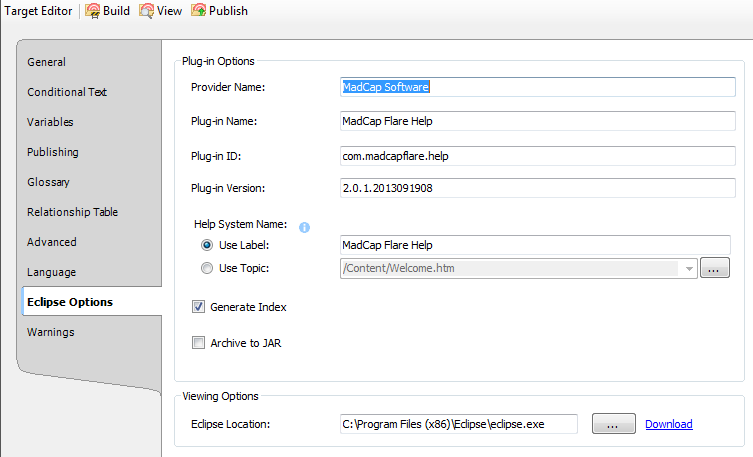 Target Editor Build View Publish
General
Conditional Text
Variables
Publishing
Glossary
Relationship Table
Advanced
Language
Eclipse Options
Warnings
Plug-in Options
Provider Name: MadCap Software
Plug-in Name: MadCap Flare Help
Plug-in ID: com.madcapflare.help
Plug-in Version: 2.0.1.2013091908
Help System Name: i
Use Label: MadCap Flare Help
Use Topic: /Content/Welcome.htm ...
Generate Index
Archive to JAR
Viewing Options
Eclipse Location: C:\Program Files (x86)\Eclipse\eclipse.exe ... Download